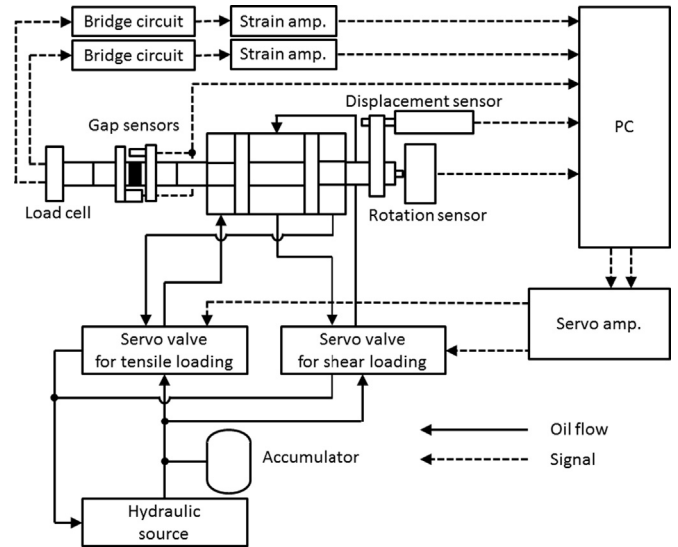 Bridge circuit
Strain amp.
Bridge circuit
Strain amp.
Displacement sensor
Gap sensors
PC
Load cell
Rotation sensor
Servo valve
for tensile loading
Servo valve
for shear loading
Servo amp.
Oil flow
Accumulator
Signal
Hydraulic
source